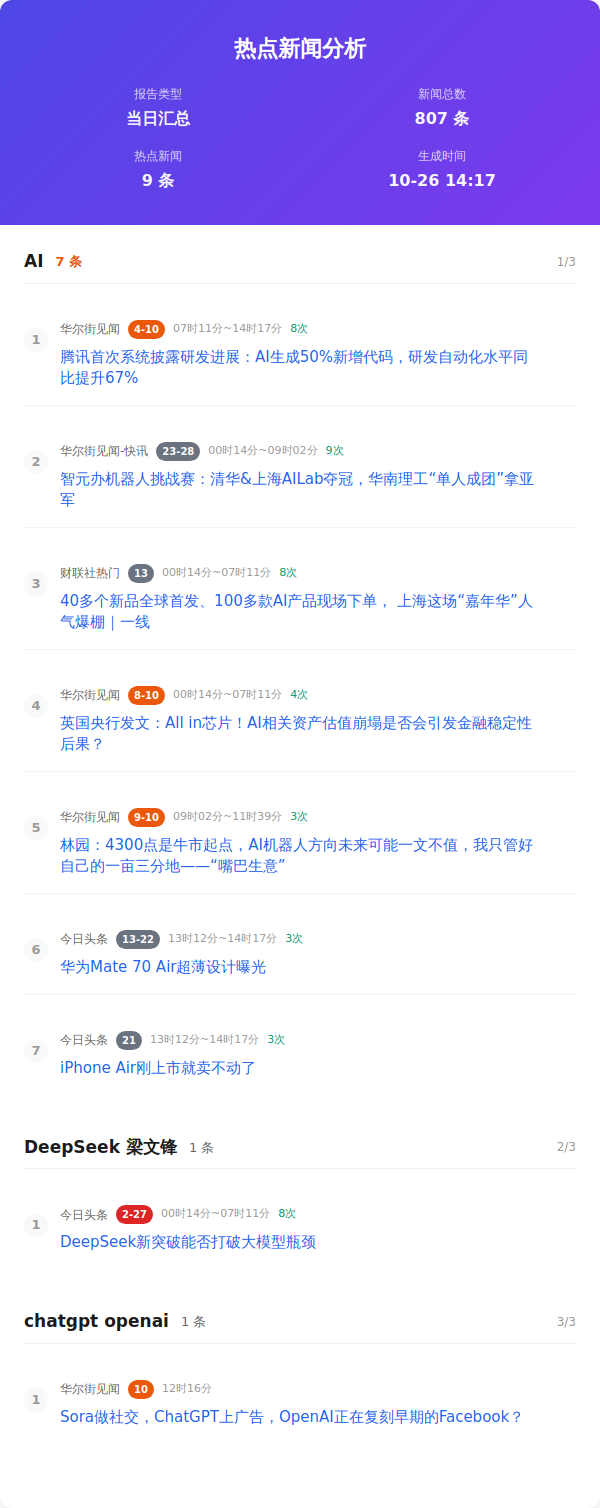 热点新闻分析
报告类型
当日汇总
新闻总数
807 条
热点新闻
9 条
生成时间
10-26 14:17
AI 7 条 1/3
1
华尔街见闻 4-10 07时11分~14时17分 8次
腾讯首次系统披露研发进展：AI生成50%新增代码，研发自动化水平同
比提升67%
2
华尔街见闻-快讯 23-28 00时14分~09时02分 9次
智元办机器人挑战赛：清华&上海AILab夺冠，华南理工“单人成团”拿亚
军
3
财联社热门 13 00时14分~07时11分 8次
40多个新品全球首发、100多款AI产品现场下单， 上海这场“嘉年华”人
气爆棚｜一线
4
华尔街见闻 8-10 00时14分~07时11分 4次
英国央行发文：All in芯片！AI相关资产估值崩塌是否会引发金融稳定性
后果？
5
华尔街见闻 9-10 09时02分~11时39分 3次
林园：4300点是牛市起点，AI机器人方向未来可能一文不值，我只管好
自己的一亩三分地——“嘴巴生意”
6
今日头条 13-22 13时12分~14时17分 3次
华为Mate 70 Air超薄设计曝光
7
今日头条 21 13时12分~14时17分 3次
iPhone Air刚上市就卖不动了
DeepSeek 梁文锋 1 条 2/3
1
今日头条 2-27 00时14分~07时11分 8次
DeepSeek新突破能否打破大模型瓶颈
chatgpt openai 1 条 3/3
1
华尔街见闻 10 12时16分
Sora做社交，ChatGPT上广告，OpenAI正在复刻早期的Facebook？